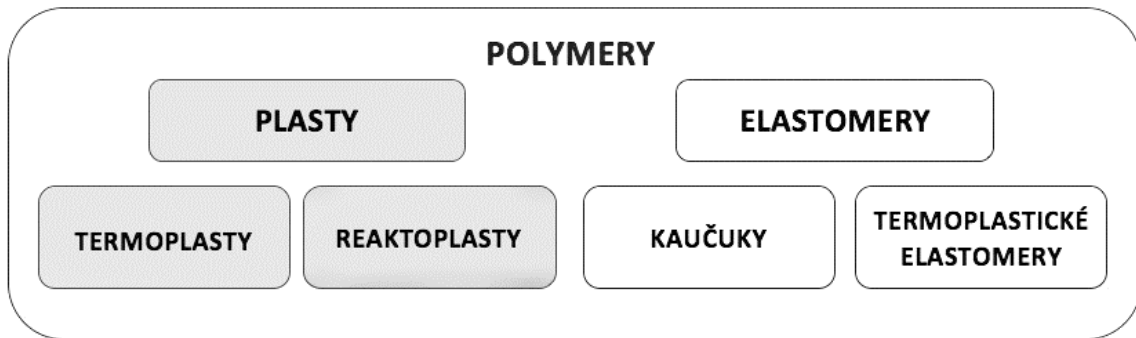 POLYMERY
PLASTY
ELASTOMERY
TERMOPLASTY
REAKTOPLASTY
KAUČUKY
TERMOPLASTICKÉ
ELASTOMERY